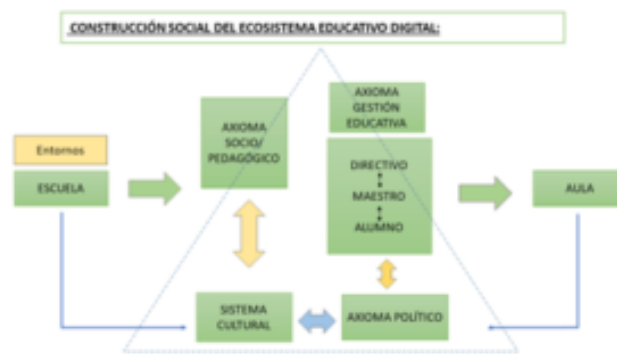 CONSTRUCCIÓN SOCIAL DEL ECOSISTEMA EDUCATIVO DIGITAL:
AXIOMA
GESTIÓN
EDUCATIVA
AXIOMA
SOCIO/
PEDAGÓGICO
Entornos
ESCUELA
DIRECTIVO
MAESTRO
ALUMNO
AULA
SISTEMA
CULTURAL
AXIOMA POLÍTICO